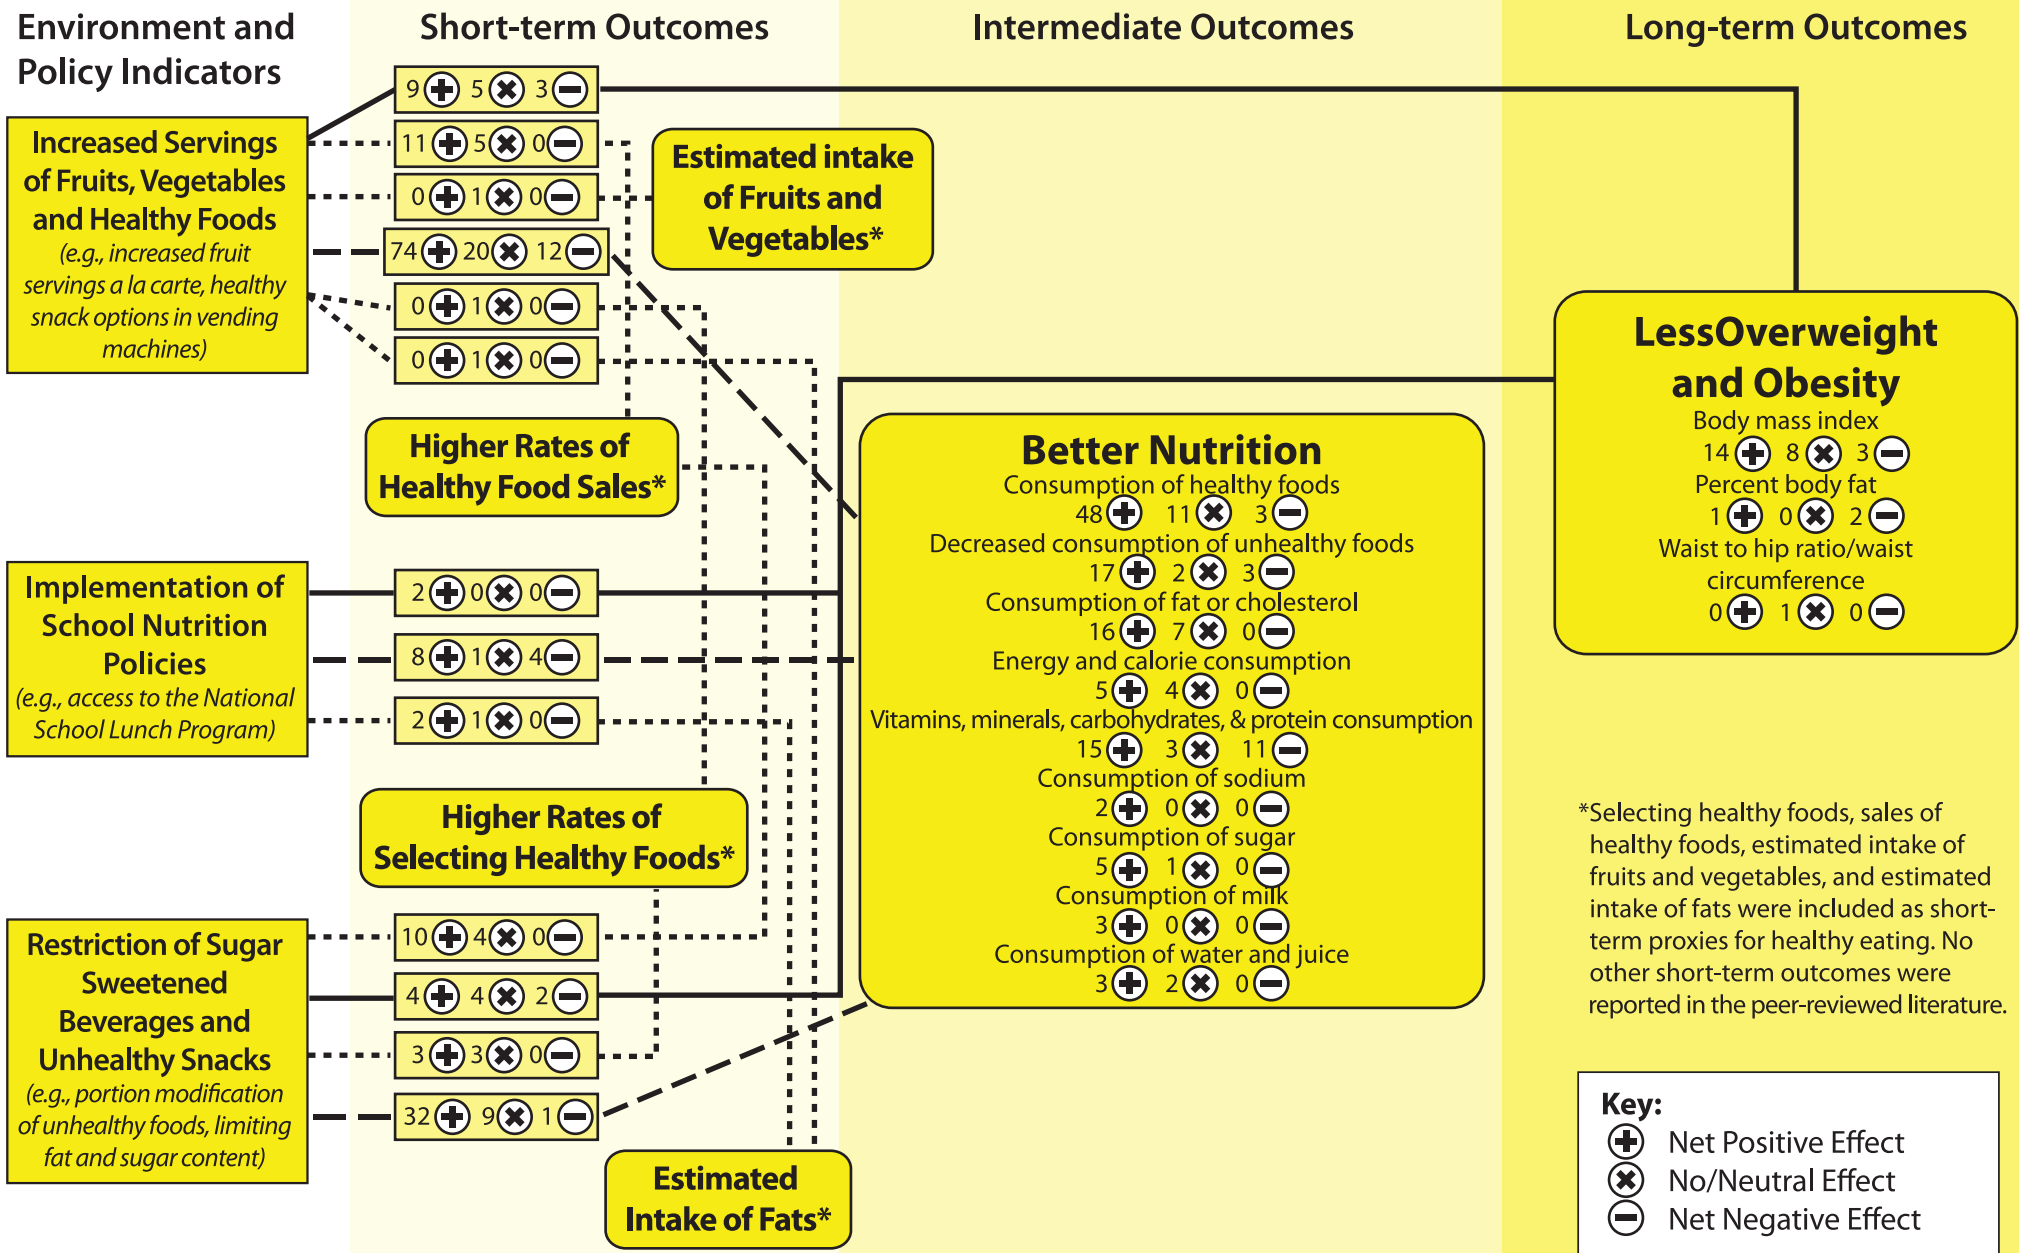 Environment and
Policy Indicators
Short-term Outcomes
Intermediate Outcomes
Long-term Outcomes
Increased Servings
of Fruits, Vegetables
and Healthy Foods
(e.g., increased fruit
servings a la carte, healthy
snack options in vending
machines)
9 5 3
11 5 0
0 1 0
74 20 12
0 1 0
0 1 0
Estimated intake
of Fruits and
Vegetables*
Higher Rates of
Healthy Food Sales*
Implementation of
School Nutrition
Policies
(e.g., access to the National
School Lunch Program)
2 0 0
8 1 4
2 1 0
Higher Rates of
Selecting Healthy Foods*
Restriction of Sugar
Sweetened
Beverages and
Unhealthy Snacks
(e.g., portion modification
of unhealthy foods, limiting
fat and sugar content)
10 4 0
4 4 2
3 3 0
32 9 1
Estimated
Intake of Fats*
Better Nutrition
Consumption of healthy foods
48 11 3
Decreased consumption of unhealthy foods
17 2 3
Consumption of fat or cholesterol
16 7 0
Energy and calorie consumption
5 4 0
Vitamins, minerals, carbohydrates, & protein consumption
15 3 11
Consumption of sodium
2 0 0
Consumption of sugar
5 1 0
Consumption of milk
3 0 0
Consumption of water and juice
3 2 0
LessOverweight
and Obesity
Body mass index
14 8 3
Percent body fat
1 0 2
Waist to hip ratio/waist
circumference
0 1 0
*Selecting healthy foods, sales of
healthy foods, estimated intake of
fruits and vegetables, and estimated
intake of fats were included as short-
term proxies for healthy eating. No
other short-term outcomes were
reported in the peer-reviewed literature.
Key:
Net Positive Effect
No/Neutral Effect
Net Negative Effect